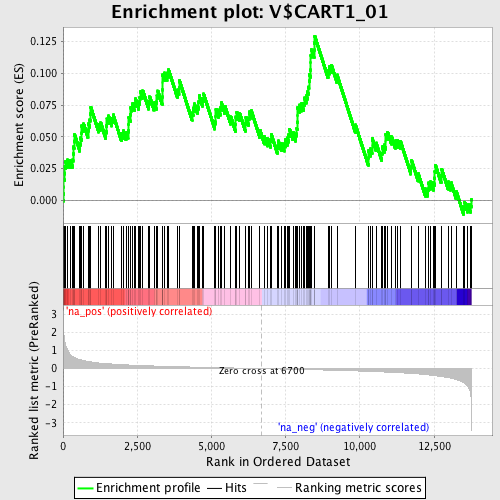 Enrichment plot: V$CART1_01
Enrichment score (ES)
0.125
0.100
0.075
0.050
0.025
0.000
'na_pos' (positively correlated)
Ranked list metric (PreRanked)
3
2
1
0
-1
-2
-3
Zero cross at 6700
'na_neg' (negatively correlated)
0
2,500
5,000
7,500
10,000
12,500
Rank in Ordered Dataset
Enrichment profile
Hits
Ranking metric scores